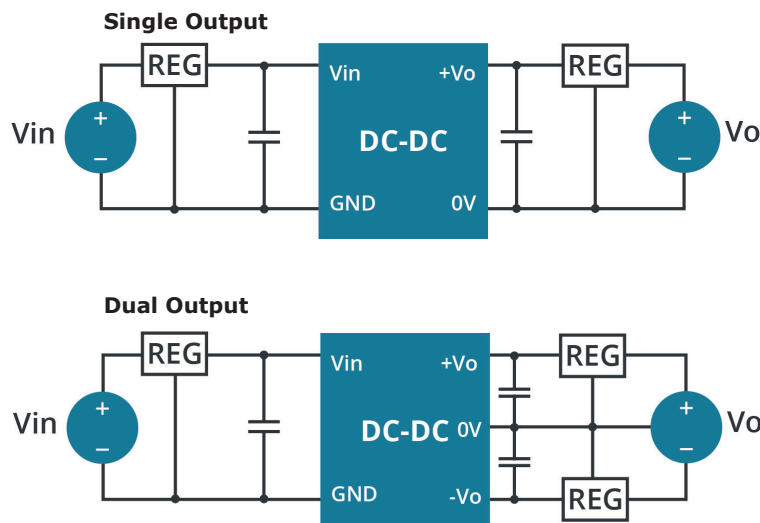 Single Output
REG
REG
Vin
+Vo
Vin
+
−
DC-DC
+
−
Vo
GND
0V
Dual Output
REG
REG
Vin
+Vo
Vin
+
−
DC-DC
0V
+
−
Vo
GND
-Vo
REG